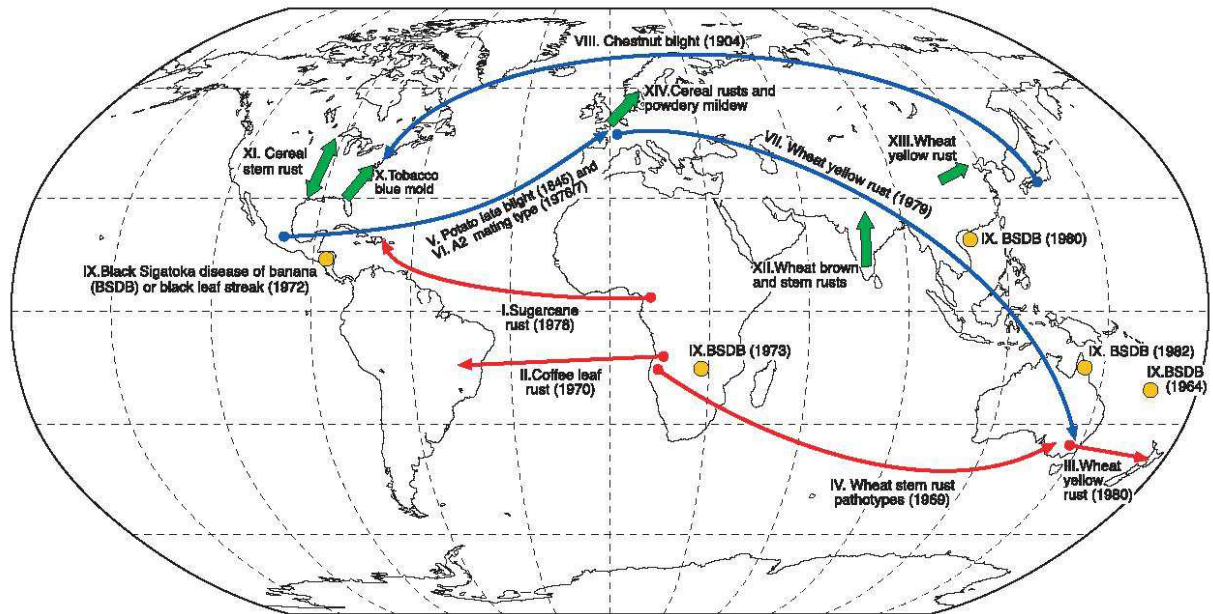 VIII. Chestnut blight (1904)
XIV.Cereal rusts and
powdery mildew
XI. Cereal
stem rust
X.Tobacco
blue mold
VII. Wheat yellow rust (1979)
XIII.Wheat
yellow rust
V. Potato late blight (1845) and
VI. A2 mating type (1976/7)
IX. BSDB (1980)
IX.Black Sigatoka disease of banana
(BSDB) or black leaf streak (1972)
XII.Wheat brown
and stem rusts
I.Sugarcane
rust (1978)
IX.BSDB (1973)
IX. BSDB (1982)
II.Coffee leaf
rust (1970)
IX.BSDB
(1964)
IV. Wheat stem rust
pathotypes (1969)
III.Wheat
yellow
rust (1980)